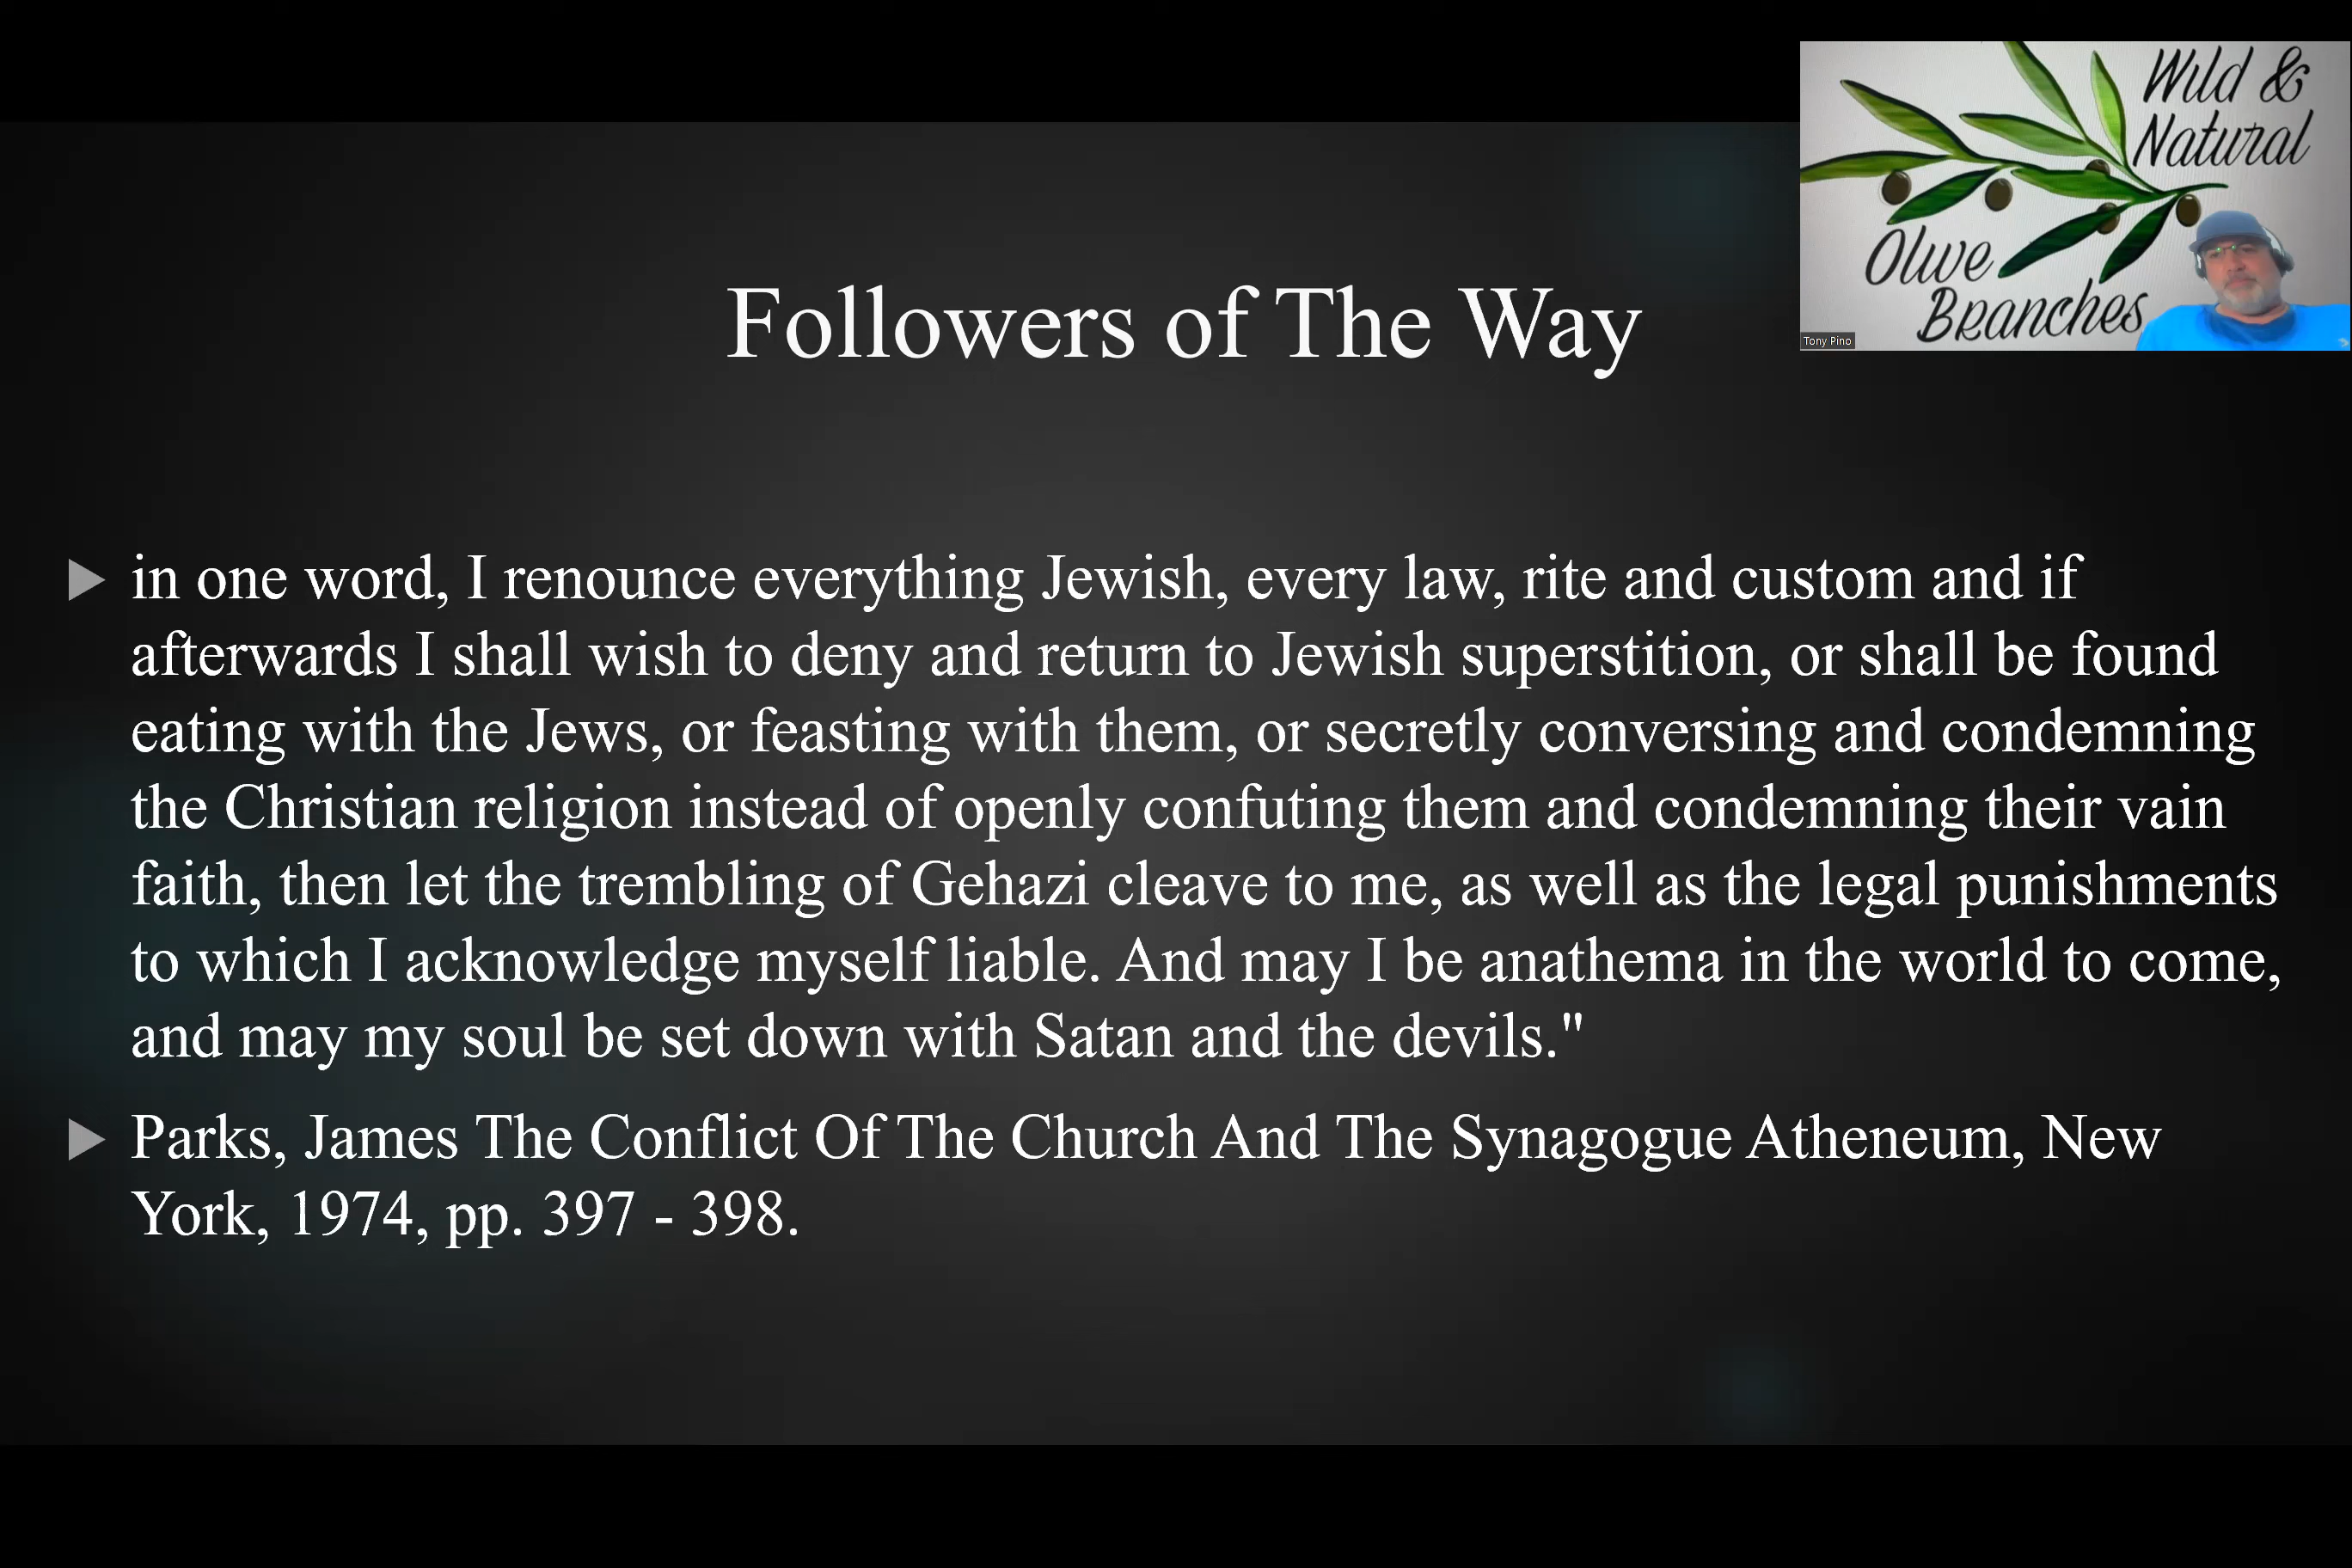 Wild &
Natural
Olive
Branches
Tony Pino
Followers of The Way
in one word, I renounce everything Jewish, every law, rite and custom and if
afterwards I shall wish to deny and return to Jewish superstition, or shall be found
eating with the Jews, or feasting with them, or secretly conversing and condemning
the Christian religion instead of openly confuting them and condemning their vain
faith, then let the trembling of Gehazi cleave to me, as well as the legal punishments
to which I acknowledge myself liable. And may I be anathema in the world to come,
and may my soul be set down with Satan and the devils."
Parks, James The Conflict Of The Church And The Synagogue Atheneum, New
York, 1974, pp. 397 - 398.